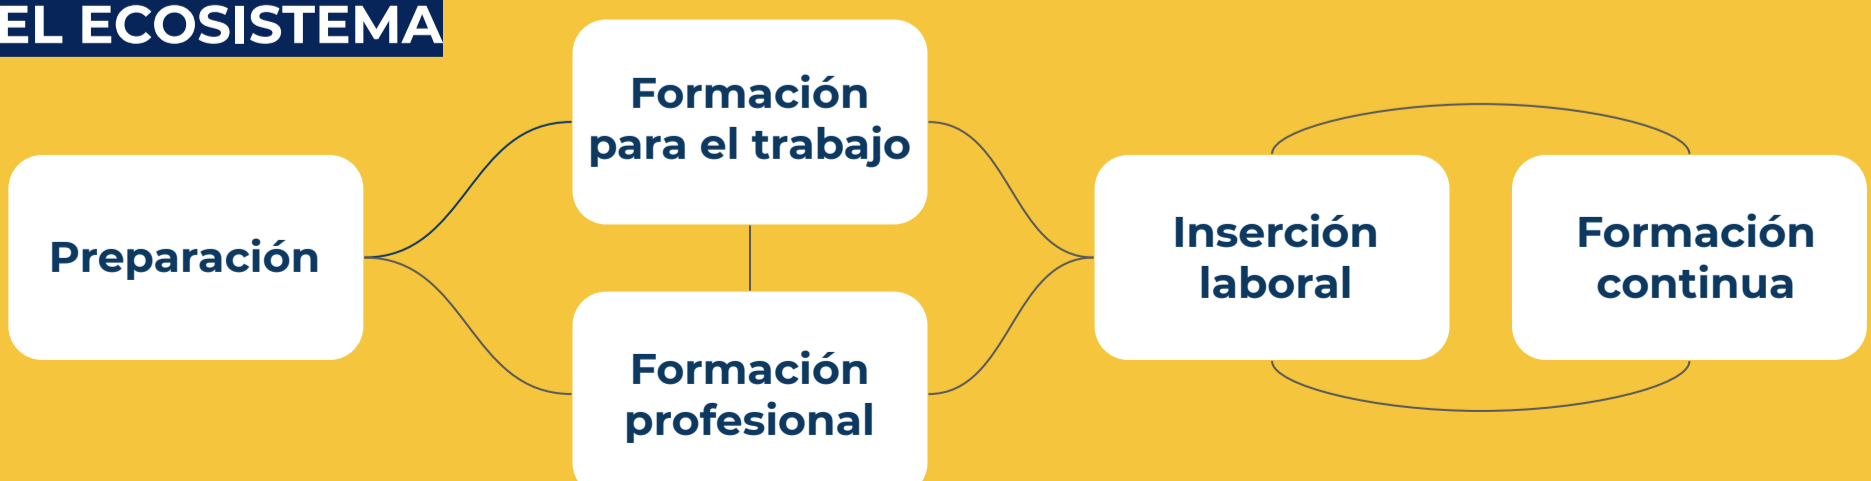 EL ECOSISTEMA
Formación
para el trabajo
Preparación
Formación
profesional
Inserción
laboral
Formación
continua